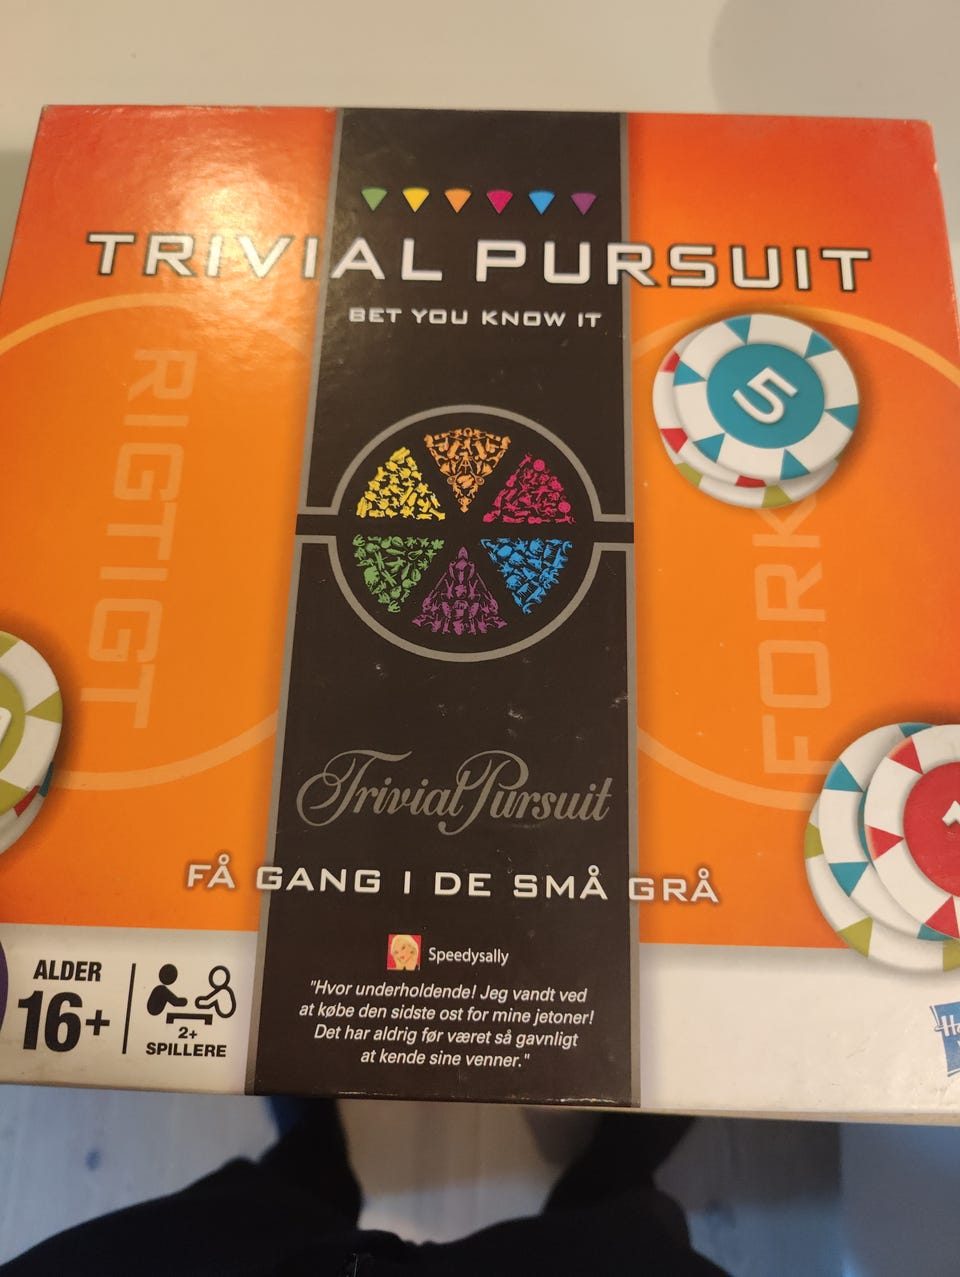 TRIVIAL PURSUIT
BET YOU KNOW IT
5
RIGTIGT
Trivial Pursuit
FÅ GANG I DE SMÅ GRÅ
Speedysally
"Hvor underholdende! Jeg vandt ved
at købe den sidste ost for mine jetoner!
Det har aldrig før været så gavnligt
at kende sine venner."
ALDER
16+
2+
SPILLERE